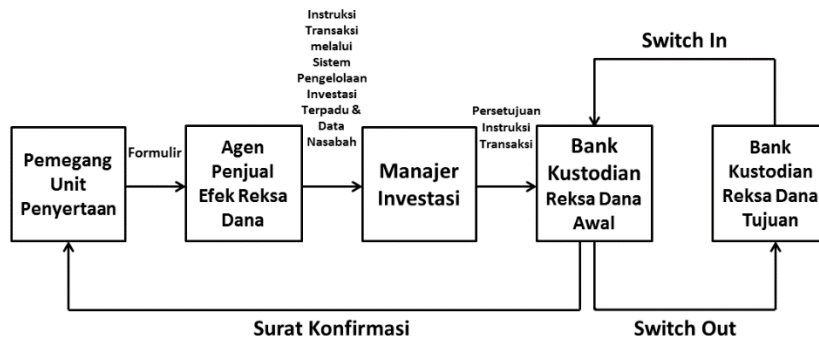 Instruksi
Transaksi
melalui
Sistem
Pengelolaan
Investasi
Terpadu &
Data
Nasabah
Switch In
Persetujuan
Instruksi
Transaksi
Formulir
Pemegang
Unit
Penyertaan
Agen
Penjual
Efek Reksa
Dana
Manajer
Investasi
Bank
Kustodian
Reksa Dana
Awal
Bank
Kustodian
Reksa Dana
Tujuan
Surat Konfirmasi
Switch Out